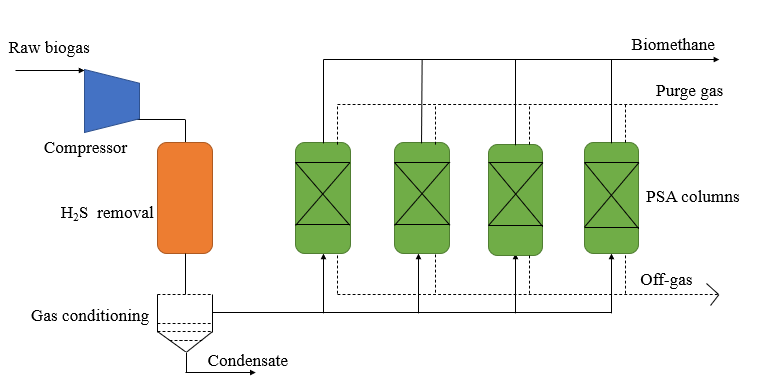 Raw biogas
Biomethane
Purge gas
Compressor
PSA columns
H₂S removal
Off-gas
Gas conditioning
Condensate